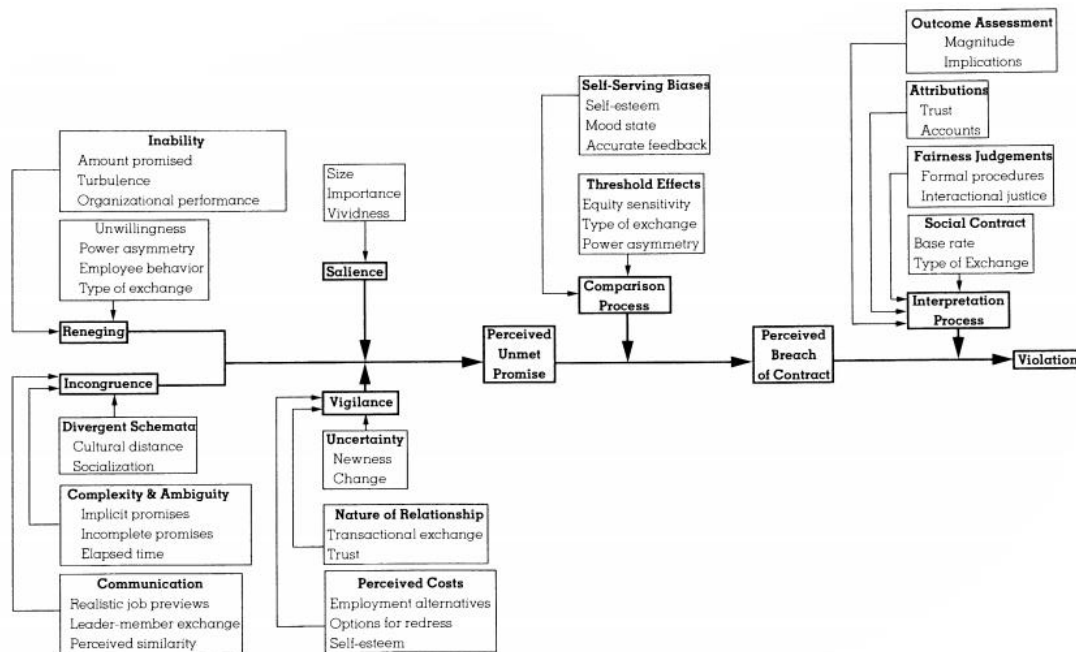 Outcome Assessment
Magnitude
Implications
Self-Serving Biases
Self-esteem
Mood state
Accurate feedback
Attributions
Trust
Accounts
Inability
Amount promised
Turbulence
Organizational performance
Size
Importance
Vividness
Threshold Effects
Equity sensitivity
Type of exchange
Power asymmetry
Fairness Judgements
Formal procedures
Interactional justice
Unwillingness
Power asymmetry
Employee behavior
Type of exchange
Social Contract
Base rate
Type of Exchange
Salience
Comparison
Process
Interpretation
Process
Reneging
Perceived
Unmet
Promise
Perceived
Breach
of Contract
Violation
Incongruence
Vigilance
Divergent Schemata
Cultural distance
Socialization
Uncertainty
Newness
Change
Complexity & Ambiguity
Implicit promises
Incomplete promises
Elapsed time
Nature of Relationship
Transactional exchange
Trust
Communication
Realistic job previews
Leader-member exchange
Perceived similarity
Perceived Costs
Employment alternatives
Options for redress
Self-esteem